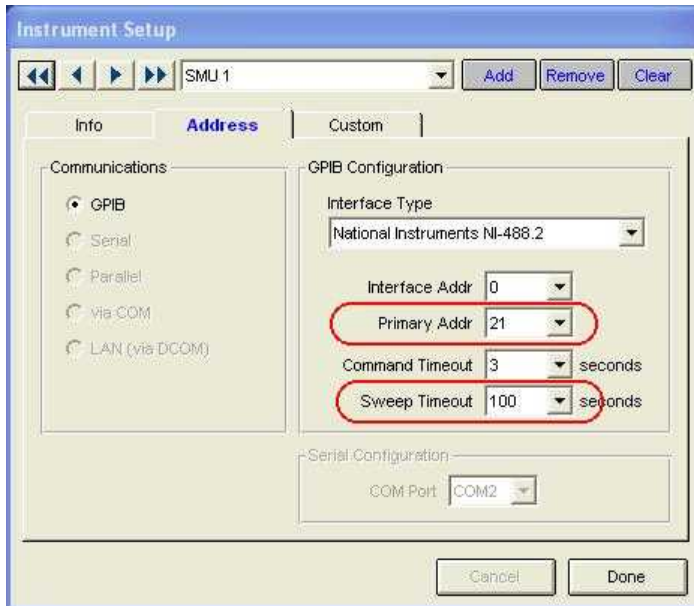 Instrument Setup
SMU 1 Add Remove Clear
Info Address Custom
Communications
GPIB
Serial
Parallel
via COM
LAN (via DCOM)
GPIB Configuration
Interface Type
National Instruments NI-488.2
Interface Addr 0
Primary Addr 21
Command Timeout 3 seconds
Sweep Timeout 100 seconds
Serial Configuration
COM Port COM2
Cancel Done